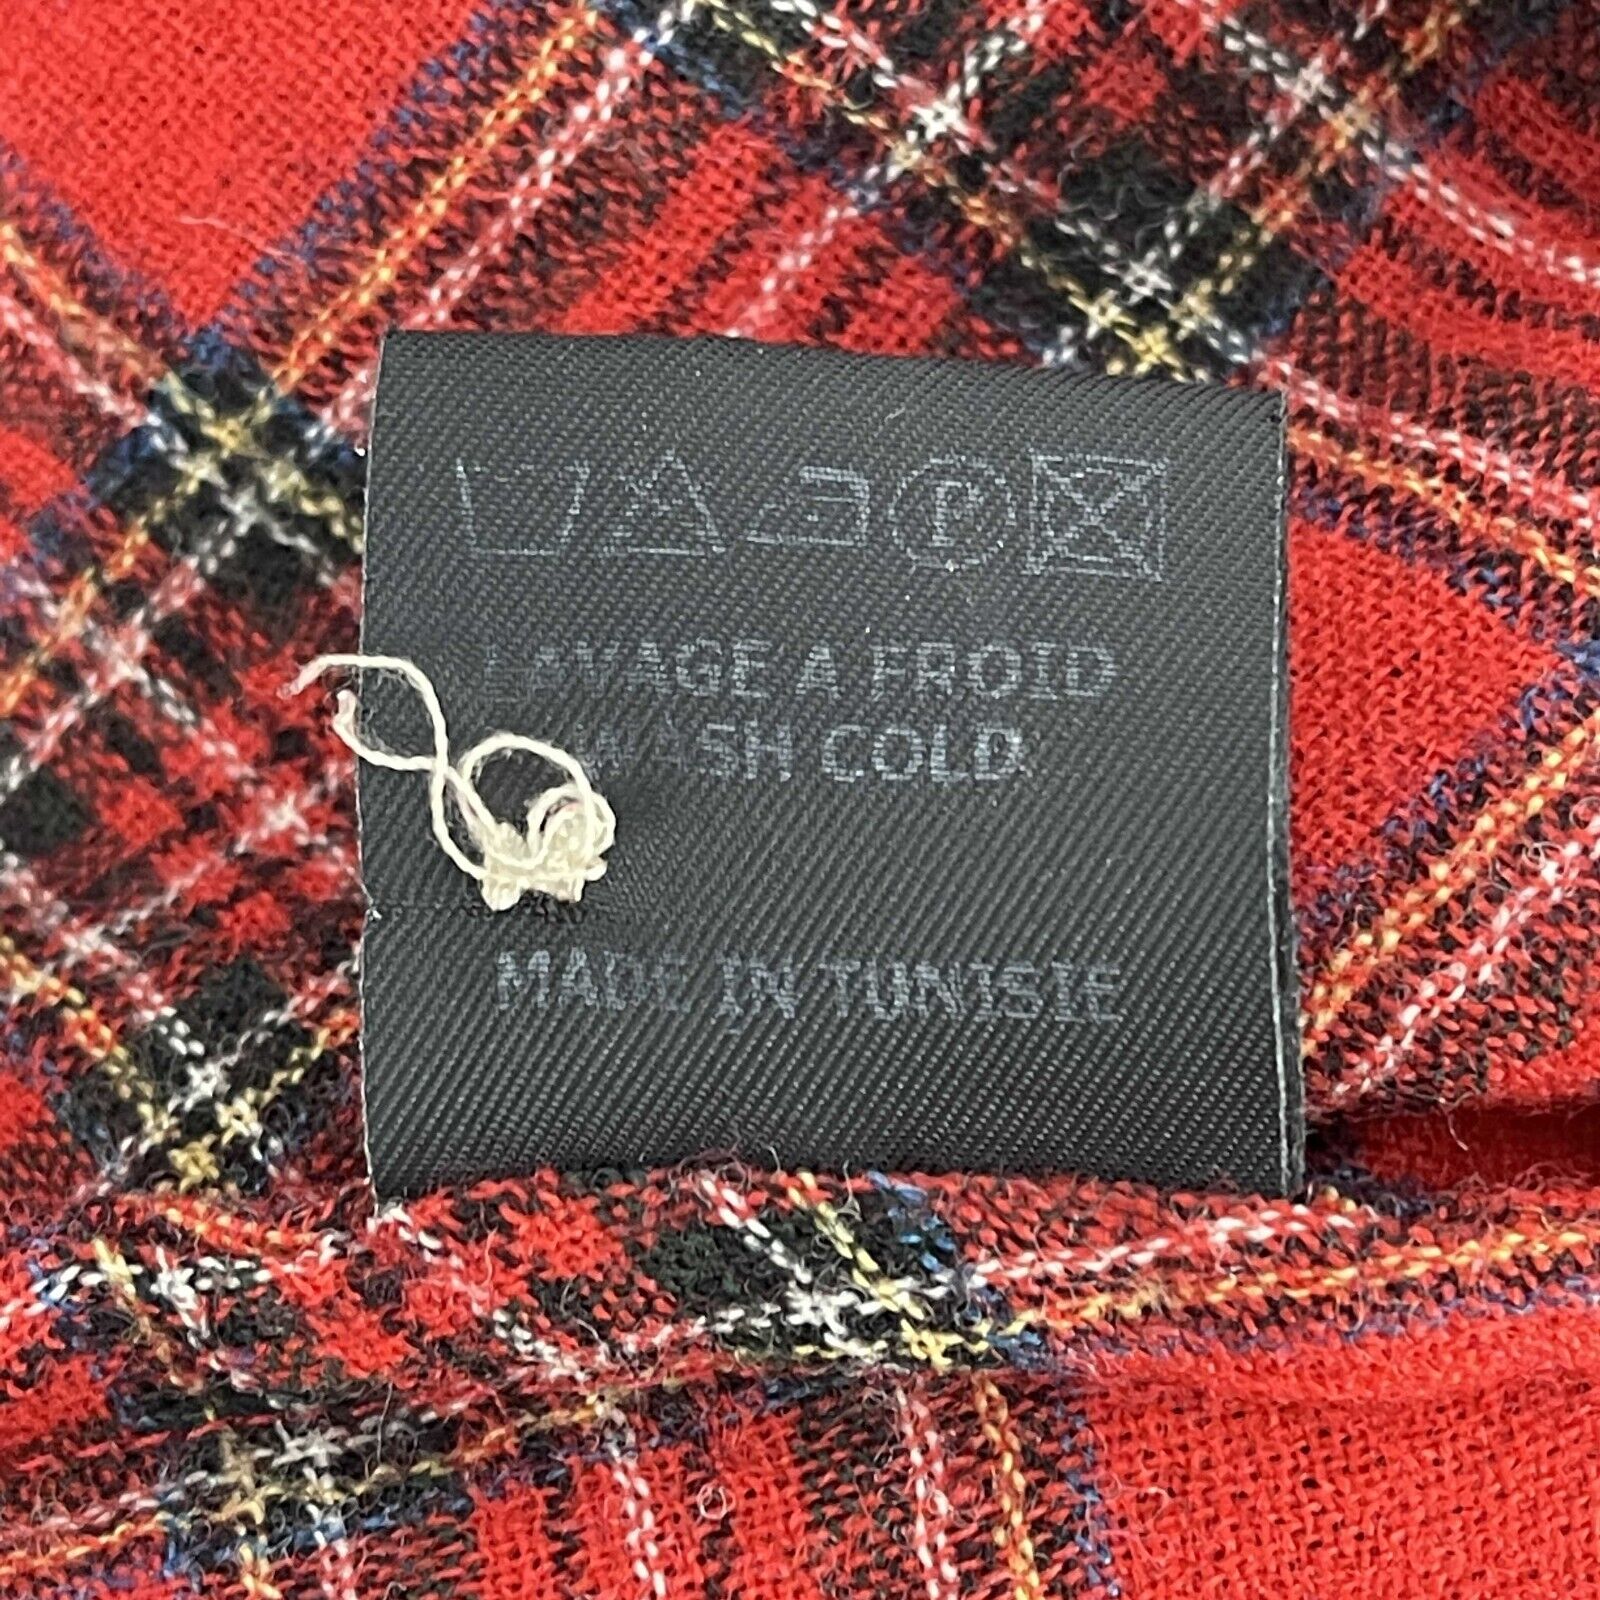 P
LAVAGE A FROID
WASH COLD
MADE IN TUNISIE